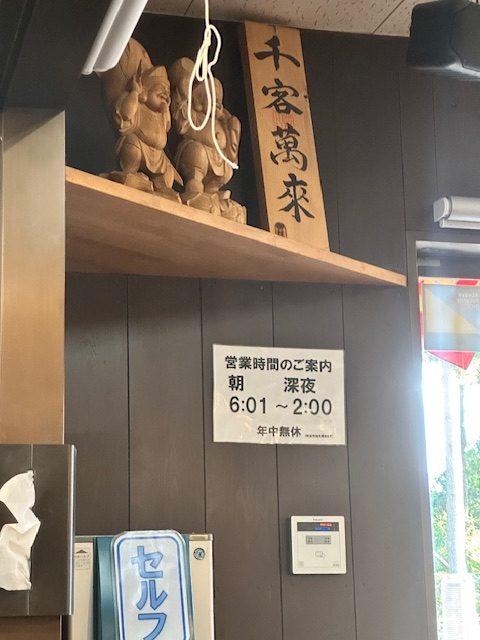 千客萬來
営業時間のご案内
朝 深夜
6:01～2:00
年中無休
セルフ